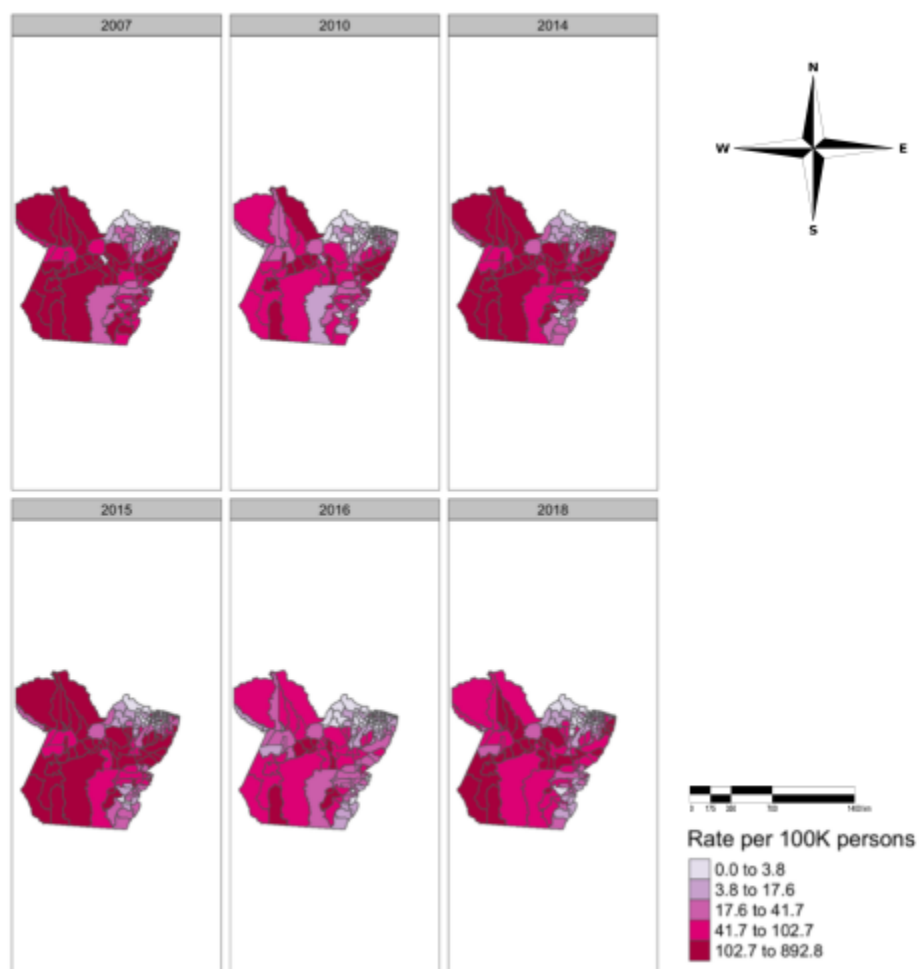 2007 2010 2014
N
W E
S
2015 2016 2018
Rate per 100K persons
0.0 to 3.8
3.8 to 17.6
17.6 to 41.7
41.7 to 102.7
102.7 to 892.8